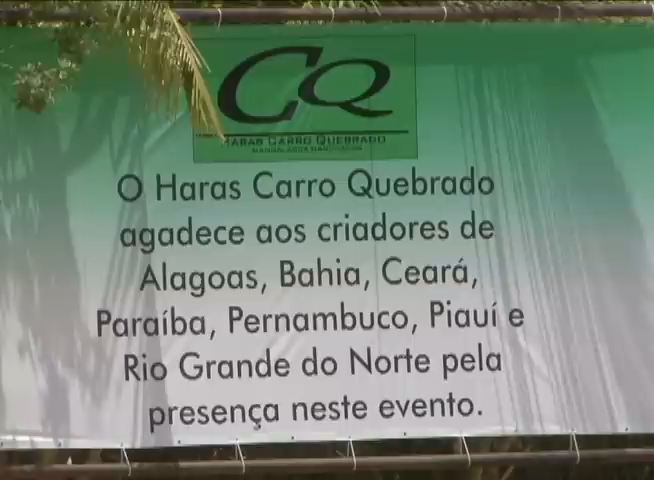 CQ
HARAS CARRO QUEBRADO
O Haras Carro Quebrado
agadece aos criadores de
Alagoas, Bahia, Ceará,
Paraíba, Pernambuco, Piauí e
Rio Grande do Norte pela
presença neste evento.